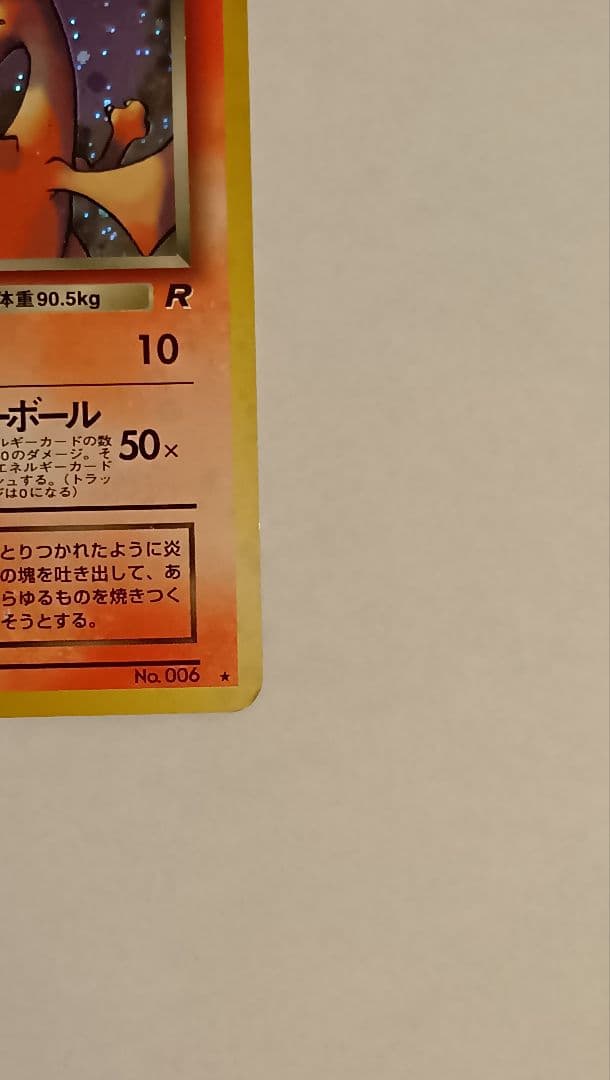 体重90.5kg R
10
ーボール
ルギーカードの数
0のダメージ。そ
エネルギーカード
シュする。(トラッ
ジは0になる)
50×
とりつかれたように炎
の塊を吐き出して、あ
らゆるものを焼きつく
そうとする。
No. 006 ★